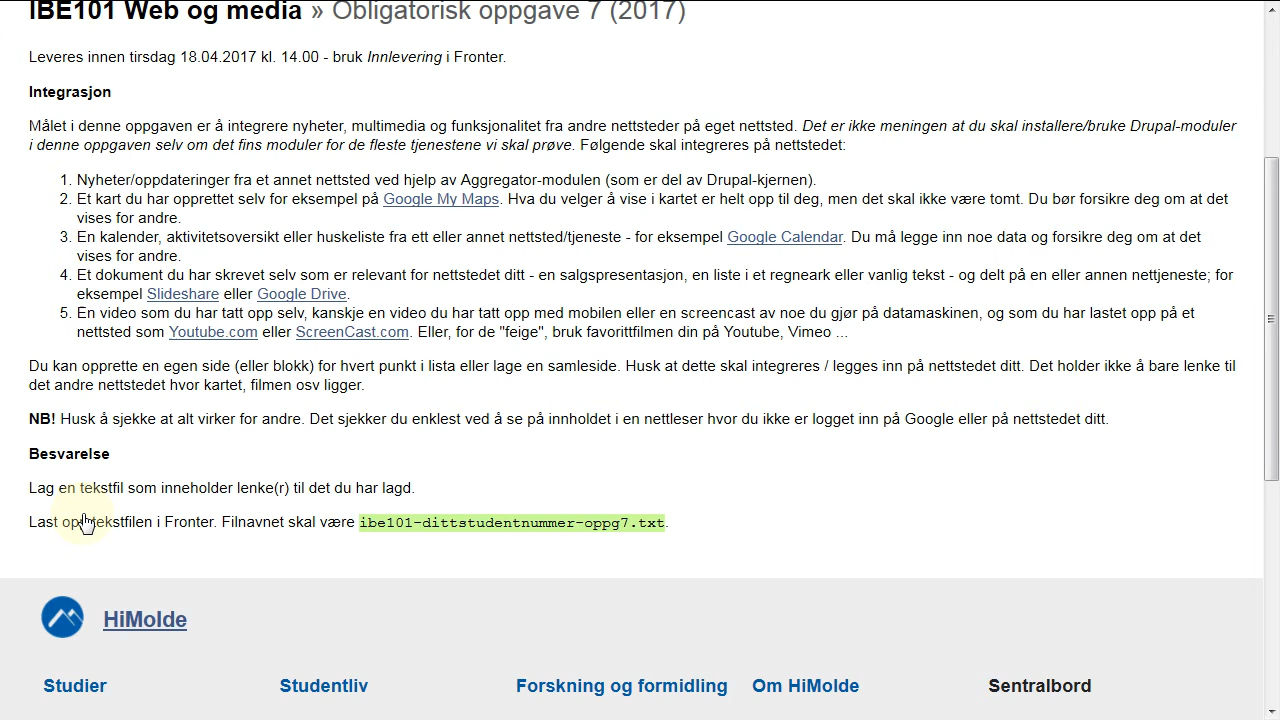 IBE101 Web og media » Obligatorisk oppgave 7 (2017)
Leveres innen tirsdag 18.04.2017 kl. 14.00 - bruk Innlevering i Fronter.
Integrasjon
Målet i denne oppgaven er å integrere nyheter, multimedia og funksjonalitet fra andre nettsteder på eget nettsted. Det er ikke meningen at du skal installere/bruke Drupal-moduler
i denne oppgaven selv om det fins moduler for de fleste tjenestene vi skal prøve. Følgende skal integreres på nettstedet:
1. Nyheter/oppdateringer fra et annet nettsted ved hjelp av Aggregator-modulen (som er del av Drupal-kjernen).
2. Et kart du har opprettet selv for eksempel på Google My Maps. Hva du velger å vise i kartet er helt opp til deg, men det skal ikke være tomt. Du bør forsikre deg om at det
vises for andre.
3. En kalender, aktivitetsoversikt eller huskeliste fra ett eller annet nettsted/tjeneste - for eksempel Google Calendar. Du må legge inn noe data og forsikre deg om at det
vises for andre.
4. Et dokument du har skrevet selv som er relevant for nettstedet ditt - en salgspresentasjon, en liste i et regneark eller vanlig tekst - og delt på en eller annen nettjeneste; for
eksempel Slideshare eller Google Drive.
5. En video som du har tatt opp selv, kanskje en video du har tatt opp med mobilen eller en screencast av noe du gjør på datamaskinen, og som du har lastet opp på et
nettsted som Youtube.com eller ScreenCast.com. Eller, for de "feige", bruk favorittfilmen din på Youtube, Vimeo ...
Du kan opprette en egen side (eller blokk) for hvert punkt i lista eller lage en samleside. Husk at dette skal integreres / legges inn på nettstedet ditt. Det holder ikke å bare lenke til
det andre nettstedet hvor kartet, filmen osv ligger.
NB! Husk å sjekke at alt virker for andre. Det sjekker du enklest ved å se på innholdet i en nettleser hvor du ikke er logget inn på Google eller på nettstedet ditt.
Besvarelse
Lag en tekstfil som inneholder lenke(r) til det du har lagd.
Last opp tekstfilen i Fronter. Filnavnet skal være ibe101-dittstudentnummer-oppg7.txt.
HiMolde
Studier Studentliv Forskning og formidling Om HiMolde Sentralbord